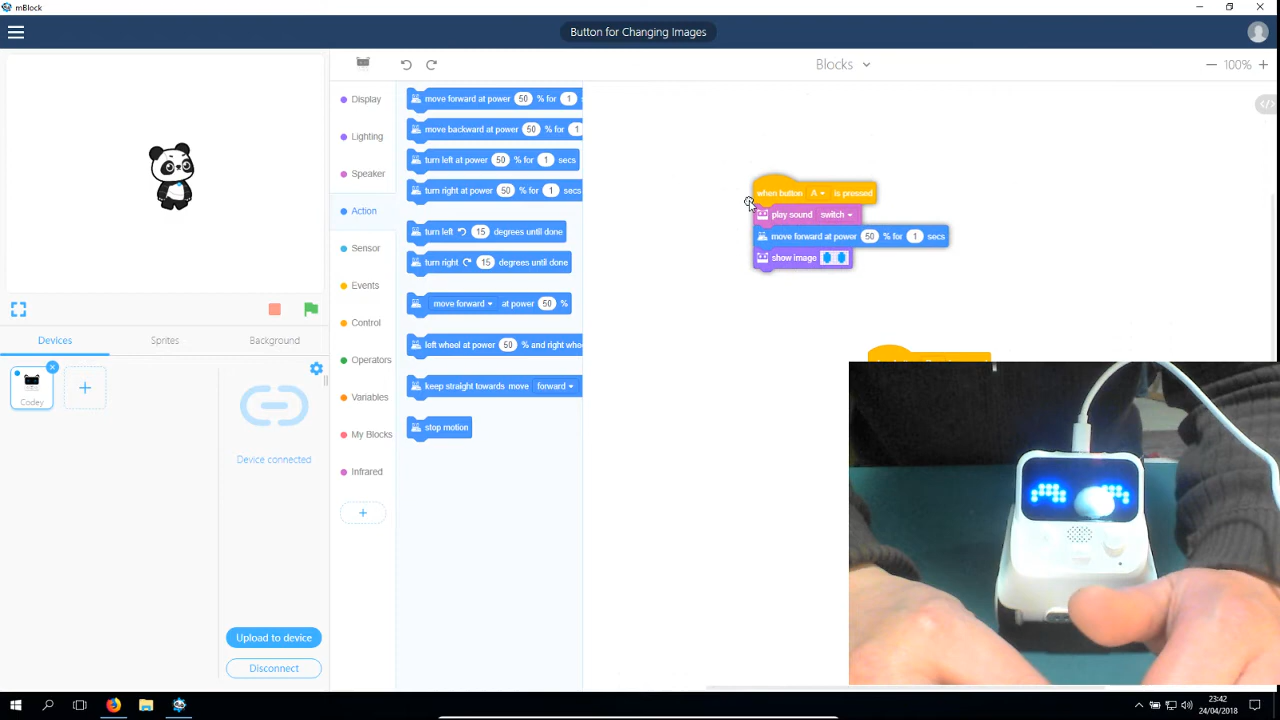 mBlock
Button for Changing Images
Blocks
100%
Display
Lighting
Speaker
Action
Sensor
Events
Control
Operators
Variables
My Blocks
Infrared
move forward at power 50 % for 1
move backward at power 50 % for 1
turn left at power 50 % for 1 secs
turn right at power 50 % for 1 secs
turn left 15 degrees until done
turn right 15 degrees until done
move forward at power 50 %
left wheel at power 50 % and right whe
keep straight towards move forward
stop motion
when button A is pressed
play sound switch
move forward at power 50 % for 1 secs
show image
Devices
Sprites
Background
Codey
Device connected
Upload to device
Disconnect
23:42
24/04/2018